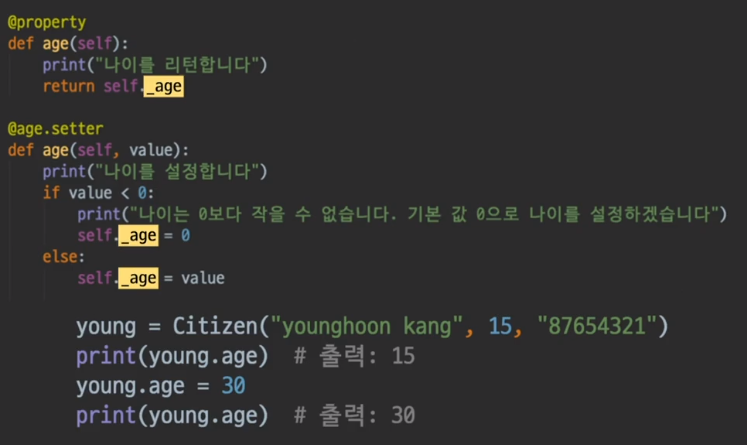 @property
def age(self):
    print("나이를 리턴합니다")
    return self._age

@age.setter
def age(self, value):
    print("나이를 설정합니다")
    if value < 0:
        print("나이는 0보다 작을 수 없습니다. 기본 값 0으로 나이를 설정하겠습니다")
        self._age = 0
    else:
        self._age = value
young = Citizen("younghoon kang", 15, "87654321")
print(young.age)  # 출력: 15
young.age = 30
print(young.age)  # 출력: 30